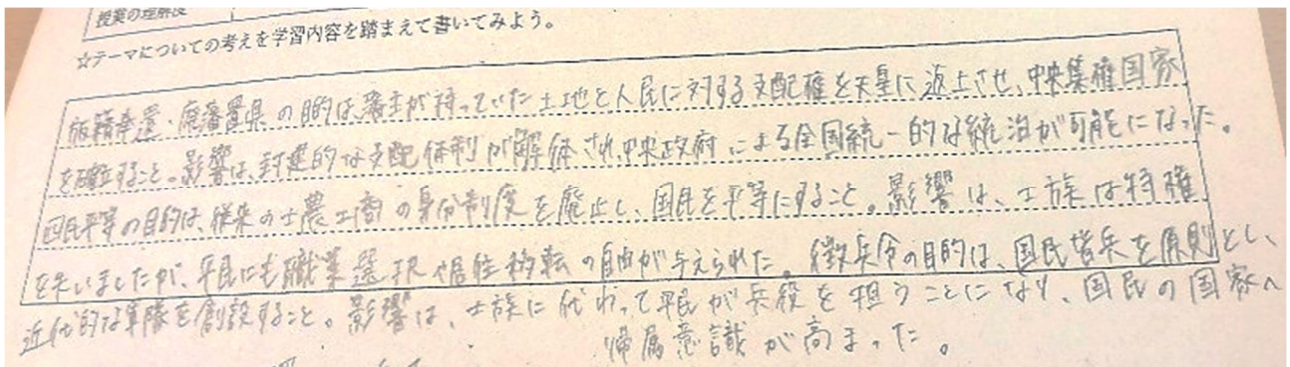 授業の理解度
☆テーマについての考えを学習内容を踏まえて書いてみよう。
版籍奉還・廃藩置県の目的は、藩主が持っていた土地と人民に対する支配権を天皇に返上させ、中央集権国家
を確立すること。影響は、封建的な支配体制が解体され、中央政府による全国統一的な統治が可能になった。
四民平等の目的は、従来の士農工商の身分制度を廃止し、国民を平等にすること。影響は、士族は特権
を失いましたが、平民にも職業選択や居住移転の自由が与えられた。徴兵令の目的は、国民皆兵を原則とし、
近代的な軍隊を創設すること。影響は、士族に代わって平民が兵役を担うことになり、国民の国家へ
帰属意識が高まった。